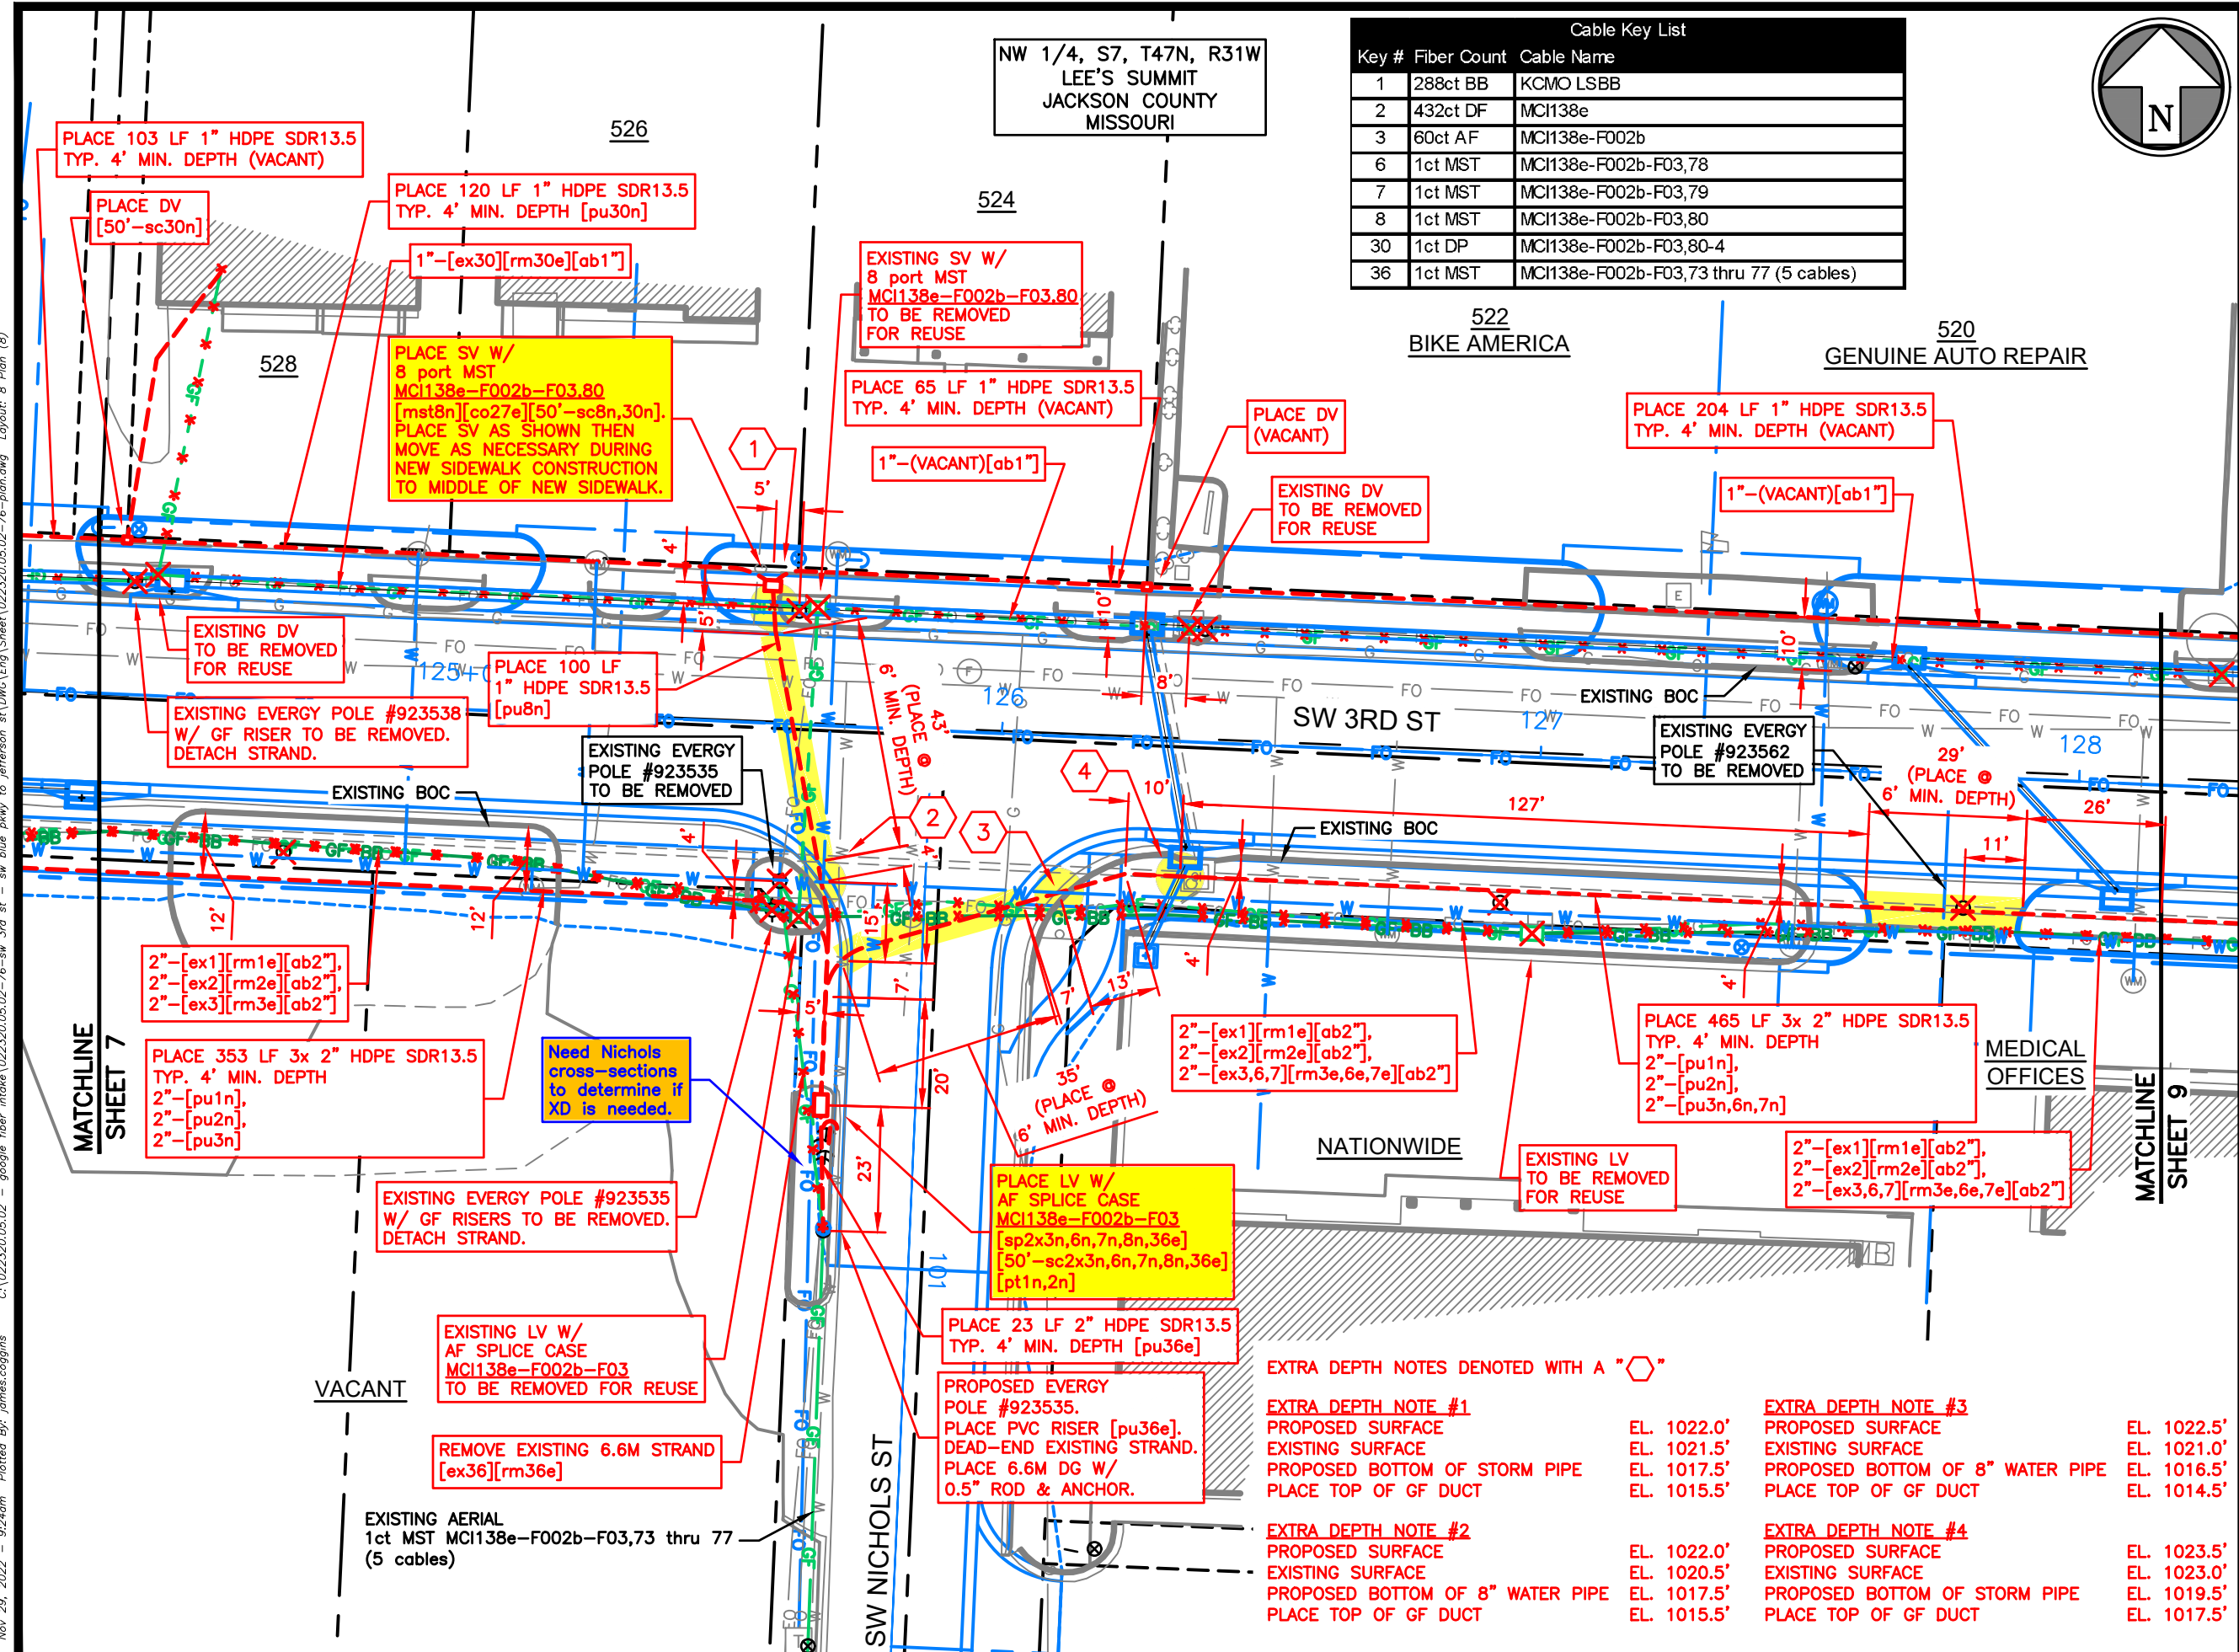 NW 1/4, S7, T47N, R31W
LEE'S SUMMIT
JACKSON COUNTY
MISSOURI
Cable Key List
Key # Fiber Count Cable Name
1 288ct BB KCMO LSBB
2 432ct DF MCI138e
3 60ct AF MCI138e-F002b
6 1ct MST MCI138e-F002b-F03,78
7 1ct MST MCI138e-F002b-F03,79
8 1ct MST MCI138e-F002b-F03,80
30 1ct DP MCI138e-F002b-F03,80-4
36 1ct MST MCI138e-F002b-F03,73 thru 77 (5 cables)
N
PLACE 103 LF 1" HDPE SDR13.5
TYP. 4' MIN. DEPTH (VACANT)
526
PLACE DV
[50'-sc30n]
PLACE 120 LF 1" HDPE SDR13.5
TYP. 4' MIN. DEPTH [pu30n]
524
1"-[ex30][rm30e][ab1"]
EXISTING SV W/
8 port MST
MCI138e-F002b-F03,80
TO BE REMOVED
FOR REUSE
522
BIKE AMERICA
520
GENUINE AUTO REPAIR
528
PLACE SV W/
8 port MST
MCI138e-F002b-F03,80
[mst8n][co27e][50'-sc8n,30n].
PLACE SV AS SHOWN THEN
MOVE AS NECESSARY DURING
NEW SIDEWALK CONSTRUCTION
TO MIDDLE OF NEW SIDEWALK.
PLACE 65 LF 1" HDPE SDR13.5
TYP. 4' MIN. DEPTH (VACANT)
PLACE DV
(VACANT)
PLACE 204 LF 1" HDPE SDR13.5
TYP. 4' MIN. DEPTH (VACANT)
1
5'
1"-(VACANT)[ab1"]
EXISTING DV
TO BE REMOVED
FOR REUSE
1"-(VACANT)[ab1"]
4'
5'
10'
8'
10'
E
EXISTING DV
TO BE REMOVED
FOR REUSE
PLACE 100 LF
1" HDPE SDR13.5
[pu8n]
EXISTING EVERGY POLE #923538
W/ GF RISER TO BE REMOVED.
DETACH STRAND.
43'
(PLACE @
6' MIN. DEPTH)
F
126
SW 3RD ST
127
128
EXISTING BOC
EXISTING EVERGY
POLE #923535
TO BE REMOVED
EXISTING EVERGY
POLE #923562
TO BE REMOVED
29'
(PLACE @
6' MIN. DEPTH)
EXISTING BOC
4
10'
127'
26'
2
3
EXISTING BOC
11'
4'
4'
12'
12'
15'
7'
5'
20'
7'
13'
4'
4'
2"-[ex1][rm1e][ab2"],
2"-[ex2][rm2e][ab2"],
2"-[ex3][rm3e][ab2"]
MATCHLINE
SHEET 7
PLACE 353 LF 3x 2" HDPE SDR13.5
TYP. 4' MIN. DEPTH
2"-[pu1n],
2"-[pu2n],
2"-[pu3n]
Need Nichols
cross-sections
to determine if
XD is needed.
35'
(PLACE @
6' MIN. DEPTH)
2"-[ex1][rm1e][ab2"],
2"-[ex2][rm2e][ab2"],
2"-[ex3,6,7][rm3e,6e,7e][ab2"]
PLACE 465 LF 3x 2" HDPE SDR13.5
TYP. 4' MIN. DEPTH
2"-[pu1n],
2"-[pu2n],
2"-[pu3n,6n,7n]
MEDICAL
OFFICES
MATCHLINE
SHEET 9
NATIONWIDE
EXISTING LV
TO BE REMOVED
FOR REUSE
2"-[ex1][rm1e][ab2"],
2"-[ex2][rm2e][ab2"],
2"-[ex3,6,7][rm3e,6e,7e][ab2"]
23'
EXISTING EVERGY POLE #923535
W/ GF RISERS TO BE REMOVED.
DETACH STRAND.
PLACE LV W/
AF SPLICE CASE
MCI138e-F002b-F03
[sp2x3n,6n,7n,8n,36e]
[50'-sc2x3n,6n,7n,8n,36e]
[pt1n,2n]
101
MB
EXISTING LV W/
AF SPLICE CASE
MCI138e-F002b-F03
TO BE REMOVED FOR REUSE
PLACE 23 LF 2" HDPE SDR13.5
TYP. 4' MIN. DEPTH [pu36e]
VACANT
PROPOSED EVERGY
POLE #923535.
PLACE PVC RISER [pu36e].
DEAD-END EXISTING STRAND.
PLACE 6.6M DG W/
0.5" ROD & ANCHOR.
REMOVE EXISTING 6.6M STRAND
[ex36][rm36e]
EXISTING AERIAL
1ct MST MCI138e-F002b-F03,73 thru 77
(5 cables)
SW NICHOLS ST
EXTRA DEPTH NOTES DENOTED WITH A " "
EXTRA DEPTH NOTE #1
PROPOSED SURFACE EL. 1022.0'
EXISTING SURFACE EL. 1021.5'
PROPOSED BOTTOM OF STORM PIPE EL. 1017.5'
PLACE TOP OF GF DUCT EL. 1015.5'
EXTRA DEPTH NOTE #2
PROPOSED SURFACE EL. 1022.0'
EXISTING SURFACE EL. 1020.5'
PROPOSED BOTTOM OF 8" WATER PIPE EL. 1017.5'
PLACE TOP OF GF DUCT EL. 1015.5'
EXTRA DEPTH NOTE #3
PROPOSED SURFACE EL. 1022.5'
EXISTING SURFACE EL. 1021.0'
PROPOSED BOTTOM OF 8" WATER PIPE EL. 1016.5'
PLACE TOP OF GF DUCT EL. 1014.5'
EXTRA DEPTH NOTE #4
PROPOSED SURFACE EL. 1023.5'
EXISTING SURFACE EL. 1023.0'
PROPOSED BOTTOM OF STORM PIPE EL. 1019.5'
PLACE TOP OF GF DUCT EL. 1017.5'